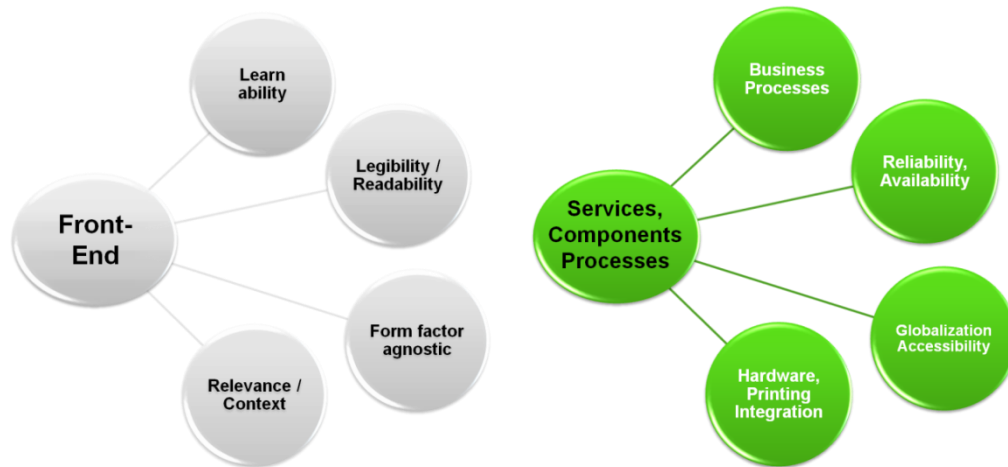 Front-
End
Learn
ability
Legibility /
Readability
Form factor
agnostic
Relevance /
Context
Services,
Components
Processes
Business
Processes
Reliability,
Availability
Globalization
Accessibility
Hardware,
Printing
Integration